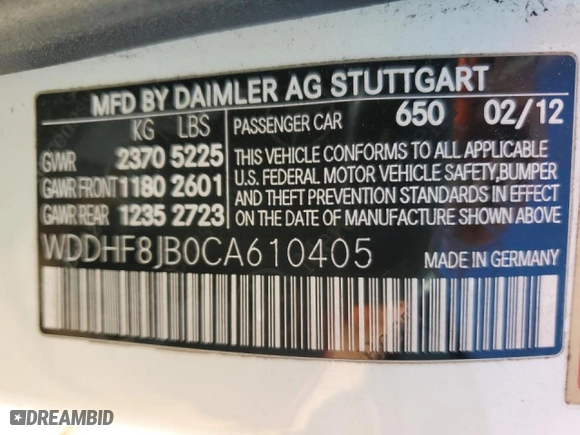 MFD BY DAIMLER AG STUTTGART
KG LBS PASSENGER CAR 650 02/12
GVWR 2370 5225
GAWR FRONT 1180 2601
GAWR REAR 1235 2723
THIS VEHICLE CONFORMS TO ALL APPLICABLE
U.S. FEDERAL MOTOR VEHICLE SAFETY,BUMPER
AND THEFT PREVENTION STANDARDS IN EFFECT
ON THE DATE OF MANUFACTURE SHOWN ABOVE
WDDHF8JB0CA610405 MADE IN GERMANY
DREAMBID